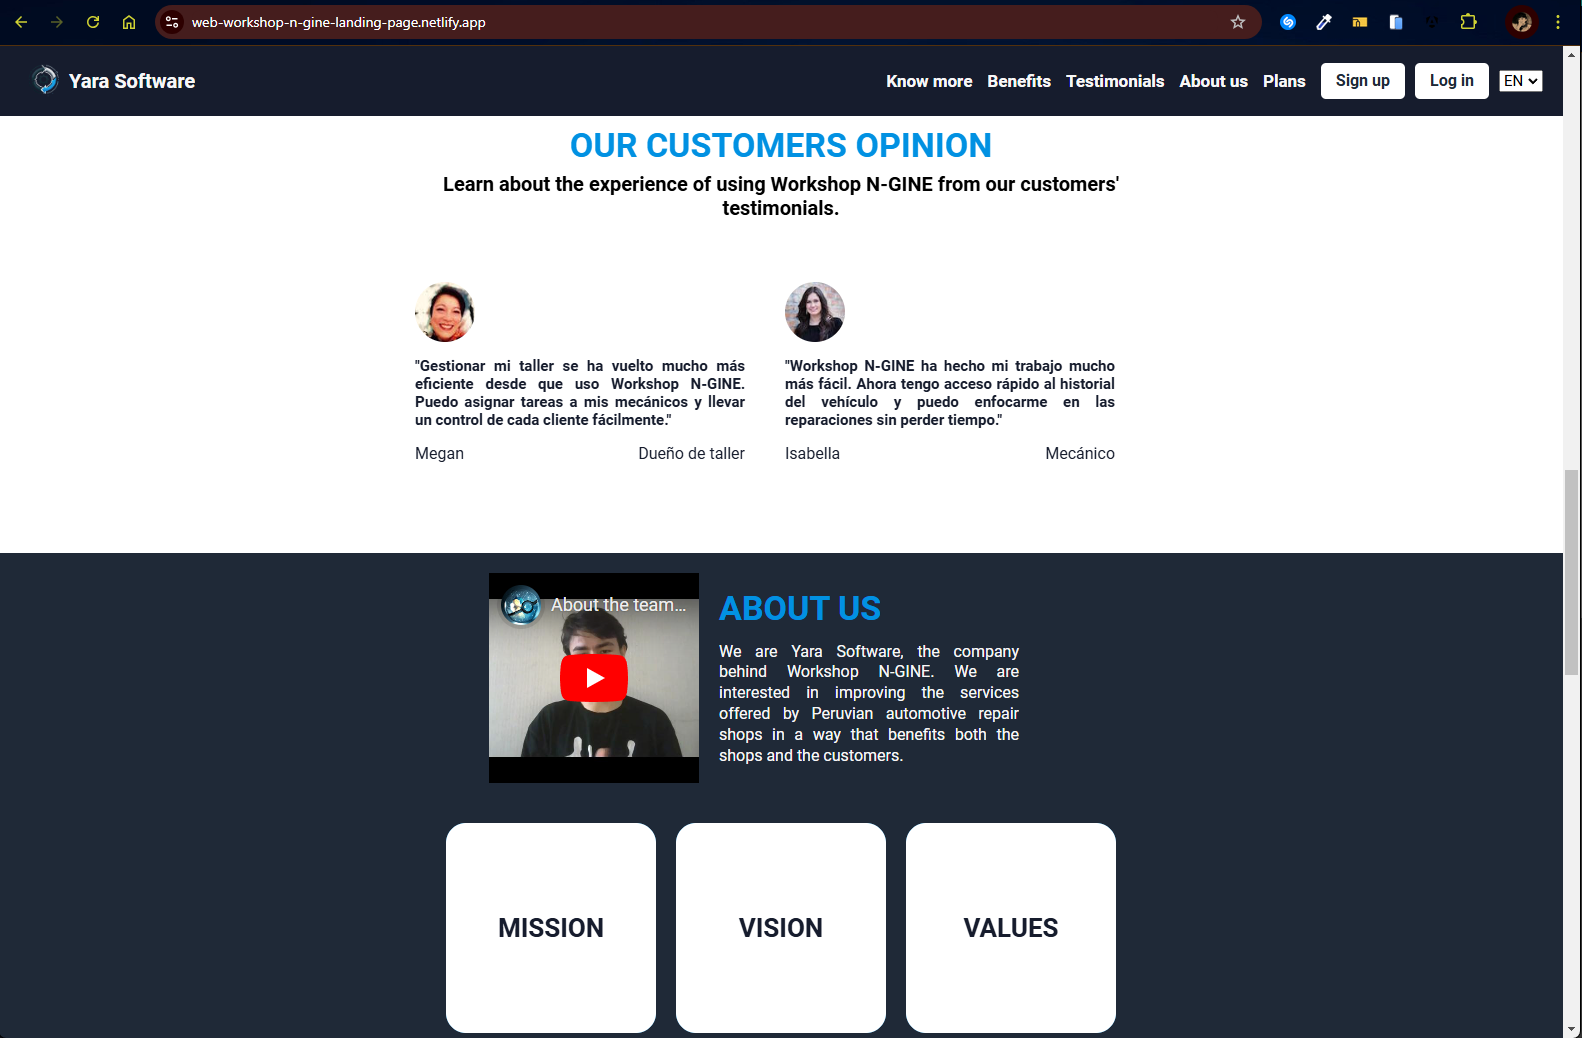 web-workshop-n-gine-landing-page.netlify.app
Yara Software
Know more Benefits Testimonials About us Plans Sign up Log in EN
OUR CUSTOMERS OPINION
Learn about the experience of using Workshop N-GINE from our customers'
testimonials.
"Gestionar mi taller se ha vuelto mucho más
eficiente desde que uso Workshop N-GINE.
Puedo asignar tareas a mis mecánicos y llevar
un control de cada cliente fácilmente."
Megan Dueño de taller
"Workshop N-GINE ha hecho mi trabajo mucho
más fácil. Ahora tengo acceso rápido al historial
del vehículo y puedo enfocarme en las
reparaciones sin perder tiempo."
Isabella Mecánico
About the team...
ABOUT US
We are Yara Software, the company
behind Workshop N-GINE. We are
interested in improving the services
offered by Peruvian automotive repair
shops in a way that benefits both the
shops and the customers.
MISSION
VISION
VALUES